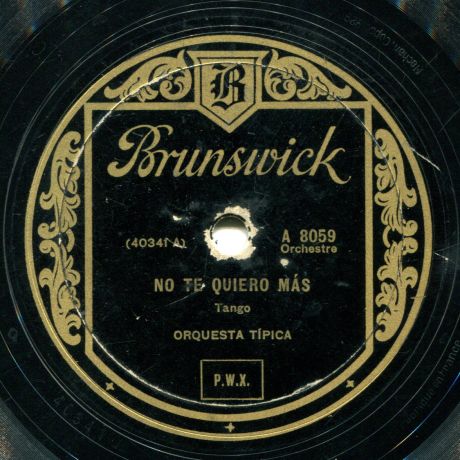 B
Brunswick
(40341 A)
A 8059
Orchestre
NO TE QUIERO MÁS
Tango
ORQUESTA TÍPICA
P.W.X.